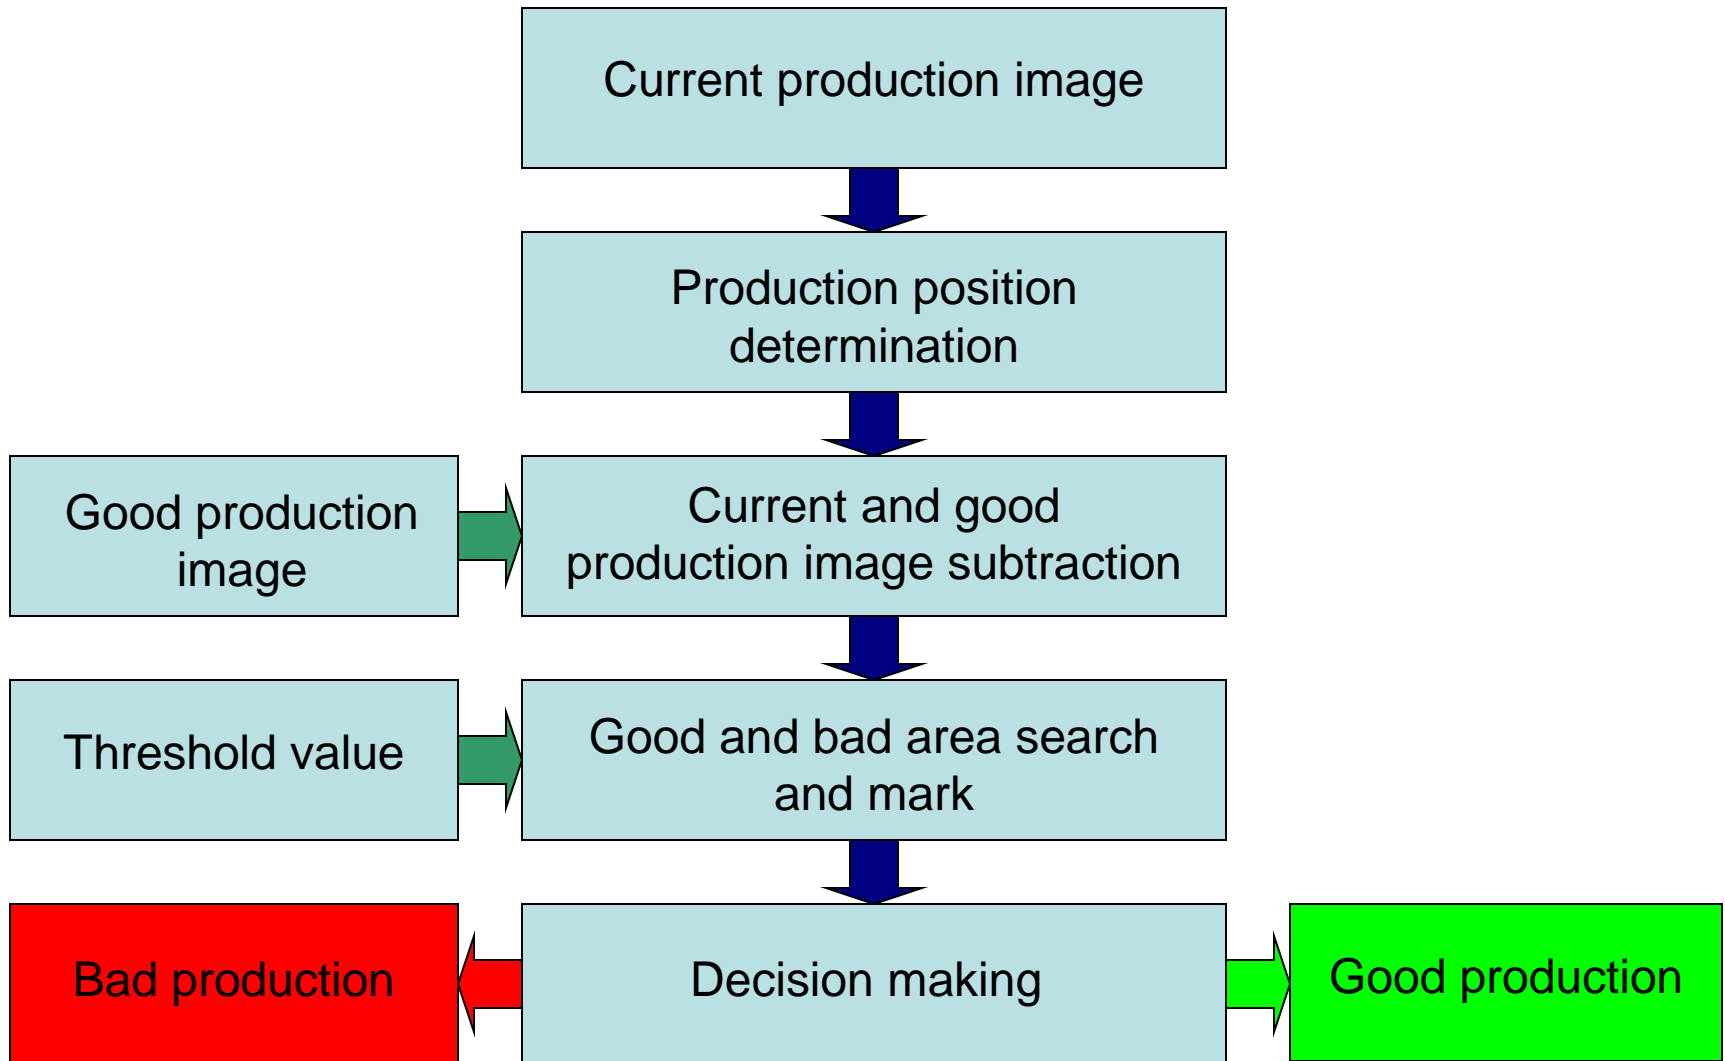 Current production image
Production position
determination
Good production
image
Current and good
production image subtraction
Threshold value
Good and bad area search
and mark
Bad production
Decision making
Good production